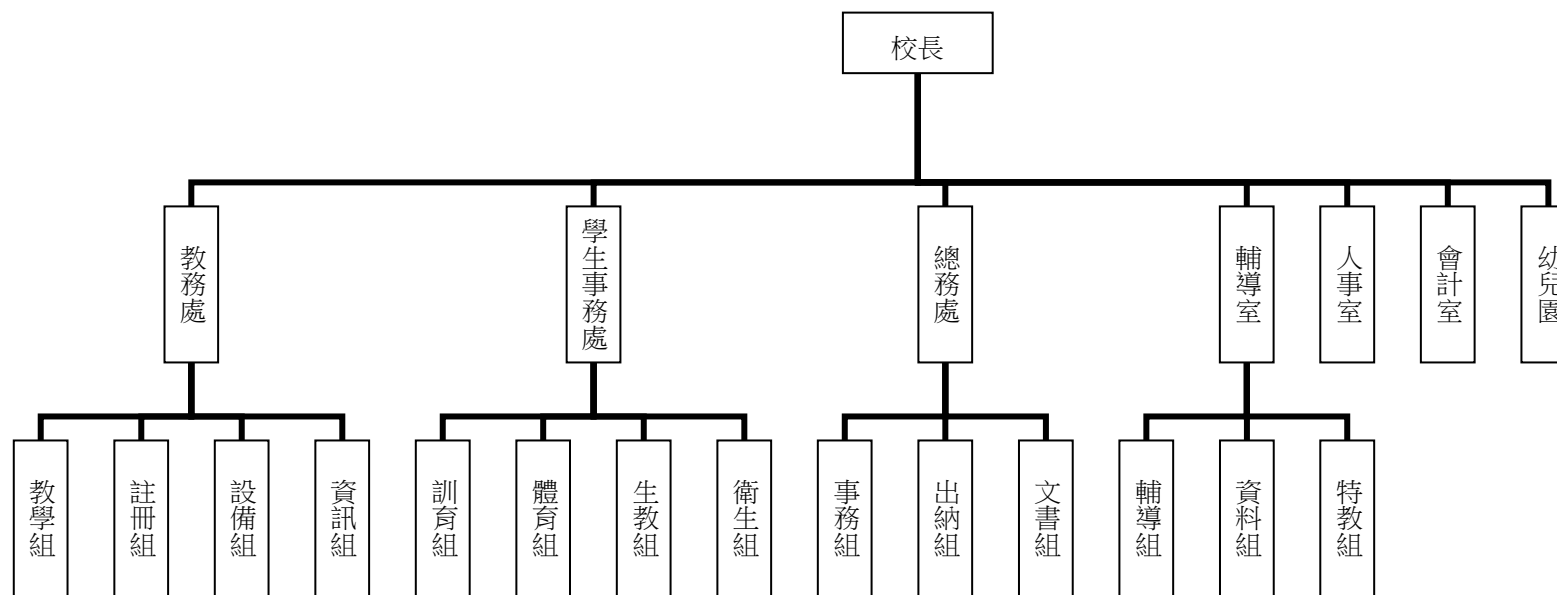 校長
教務處
學生事務處
總務處
輔導室
人事室
會計室
幼兒園
教學組
註冊組
設備組
資訊組
訓育組
體育組
生教組
衛生組
事務組
出納組
文書組
輔導組
資料組
特教組